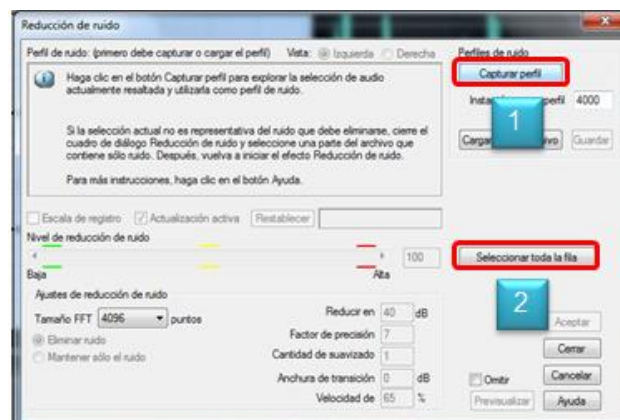 Reducción de ruido
Perfil de ruido: (primero debe capturar o cargar el perfil) Vista: Izquierda Derecha
Perfiles de ruido
Haga clic en el botón Capturar perfil para explorar la selección de audio
actualmente resaltada y utilizarla como perfil de ruido.
Si la selección actual no es representativa del ruido que debe eliminarse, cierre el
cuadro de diálogo Reducción de ruido y seleccione una parte del archivo que
contiene sólo ruido. Después, vuelva a iniciar el efecto Reducción de ruido.
Para más instrucciones, haga clic en el botón Ayuda.
Capturar perfil
perfil 4000
1
Guardar
Escala de registro Actualización activa Restablecer
Nivel de reducción de ruido
100
Baja Alta
Seleccionar toda la fila
2
Ajustes de reducción de ruido
Tamaño FFT 4096 puntos
Eliminar ruido
Mantener sólo el ruido
Reducir en 40 dB
Factor de precisión 7
Cantidad de suavizado 1
Anchura de transición 0 dB
Velocidad de 65 %
Aceptar
Cerrar
Omitir Cancelar
Previsualizar Ayuda